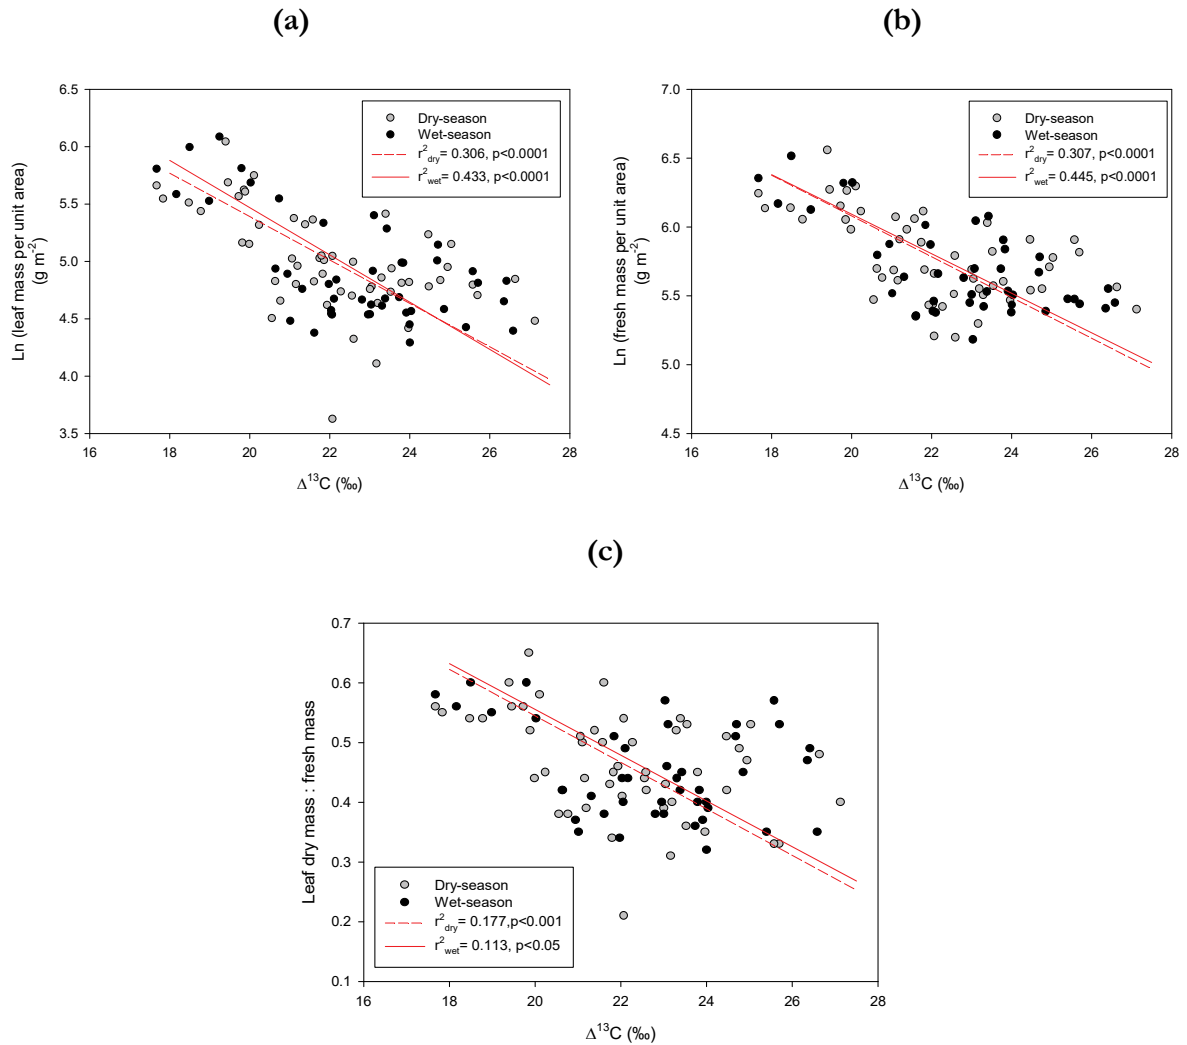 (a)
6.5
6.0
5.5
5.0
4.5
4.0
3.5
16 18 20 22 24 26 28
Ln (leaf mass per unit area)
(g m⁻²)
Δ¹³C (‰)
Dry-season
Wet-season
r²dry= 0.306, p<0.0001
r²wet= 0.433, p<0.0001
(b)
7.0
6.5
6.0
5.5
5.0
4.5
16 18 20 22 24 26 28
Ln (fresh mass per unit area)
(g m⁻²)
Δ¹³C (‰)
Dry-season
Wet-season
r²dry= 0.307, p<0.0001
r²wet= 0.445, p<0.0001
(c)
0.7
0.6
0.5
0.4
0.3
0.2
0.1
16 18 20 22 24 26 28
Leaf dry mass : fresh mass
Δ¹³C (‰)
Dry-season
Wet-season
r²dry= 0.177,p<0.001
r²wet= 0.113, p<0.05